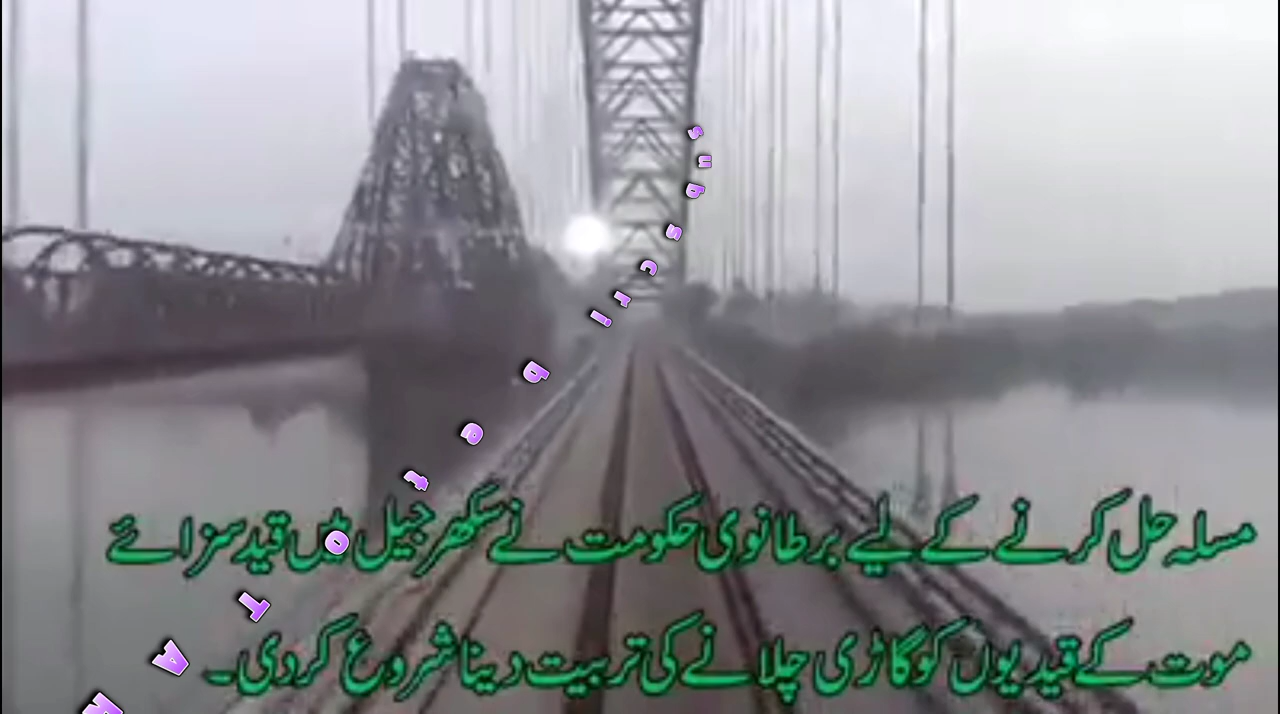 مسلہ حل کرنے کے لیے برطانوی حکومت نے سکھر جیل میں قید سزائے
موت کے قیدیوں کو گاڑی چلانے کی تربیت دینا شروع کردی۔